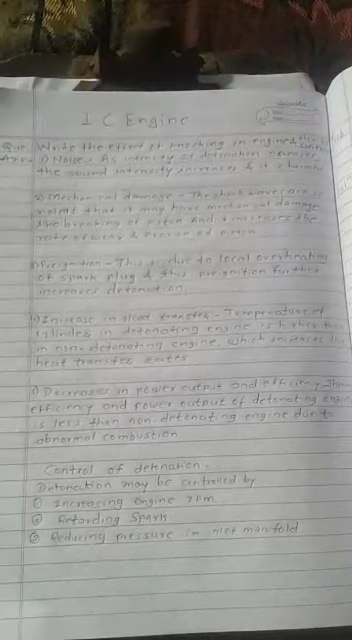 I C Engine
Que. Write the effect of knocking in engines
Ans- 1) Noise - As intensity of detonation
the sound intensity increases & it is
2) Mechanical damage - The shock waves are so
violent that it may have mechanical damage
like breaking of piston and it increases the
rate of wear & erosion of piston
3) Preignition - This is due to local overheating
of spark plug & this preignition further
increases detonation.
4) Increase in Heat transfer - Temperature of
cylinder in detonating engine is higher than
in non-detonating engine, which increases the
heat transfer rates
5) Decreases in power output and efficiency - The
efficiency and power output of detonating engine
is less than non-detonating engine due to
abnormal combustion
Control of detonation -
Detonation may be controlled by
① Increasing engine rpm
② Retarding Spark
③ Reducing pressure in inlet manifold